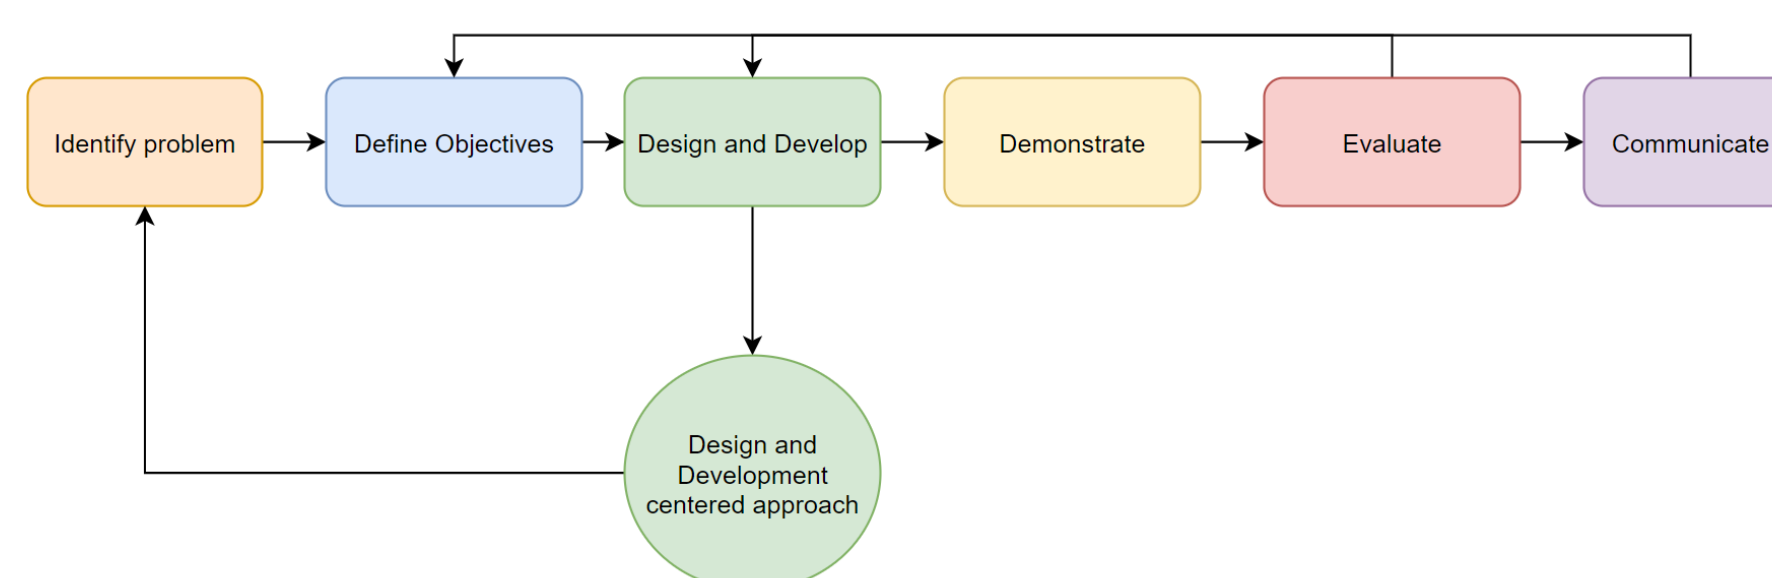 Identify problem
Define Objectives
Design and Develop
Demonstrate
Evaluate
Communicate
Design and
Development
centered approach